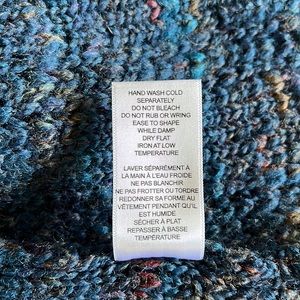 HAND WASH COLD
SEPARATELY
DO NOT BLEACH
DO NOT RUB OR WRING
EASE TO SHAPE
WHILE DAMP
DRY FLAT
IRON AT LOW
TEMPERATURE
LAVER SÉPARÉMENT À
LA MAIN À L'EAU FROIDE
NE PAS BLANCHIR
NE PAS FROTTER OU TORDRE
REDONNER SA FORME AU
VÊTEMENT PENDANT QU'IL
EST HUMIDE
SÉCHER À PLAT
REPASSER À BASSE
TEMPÉRATURE